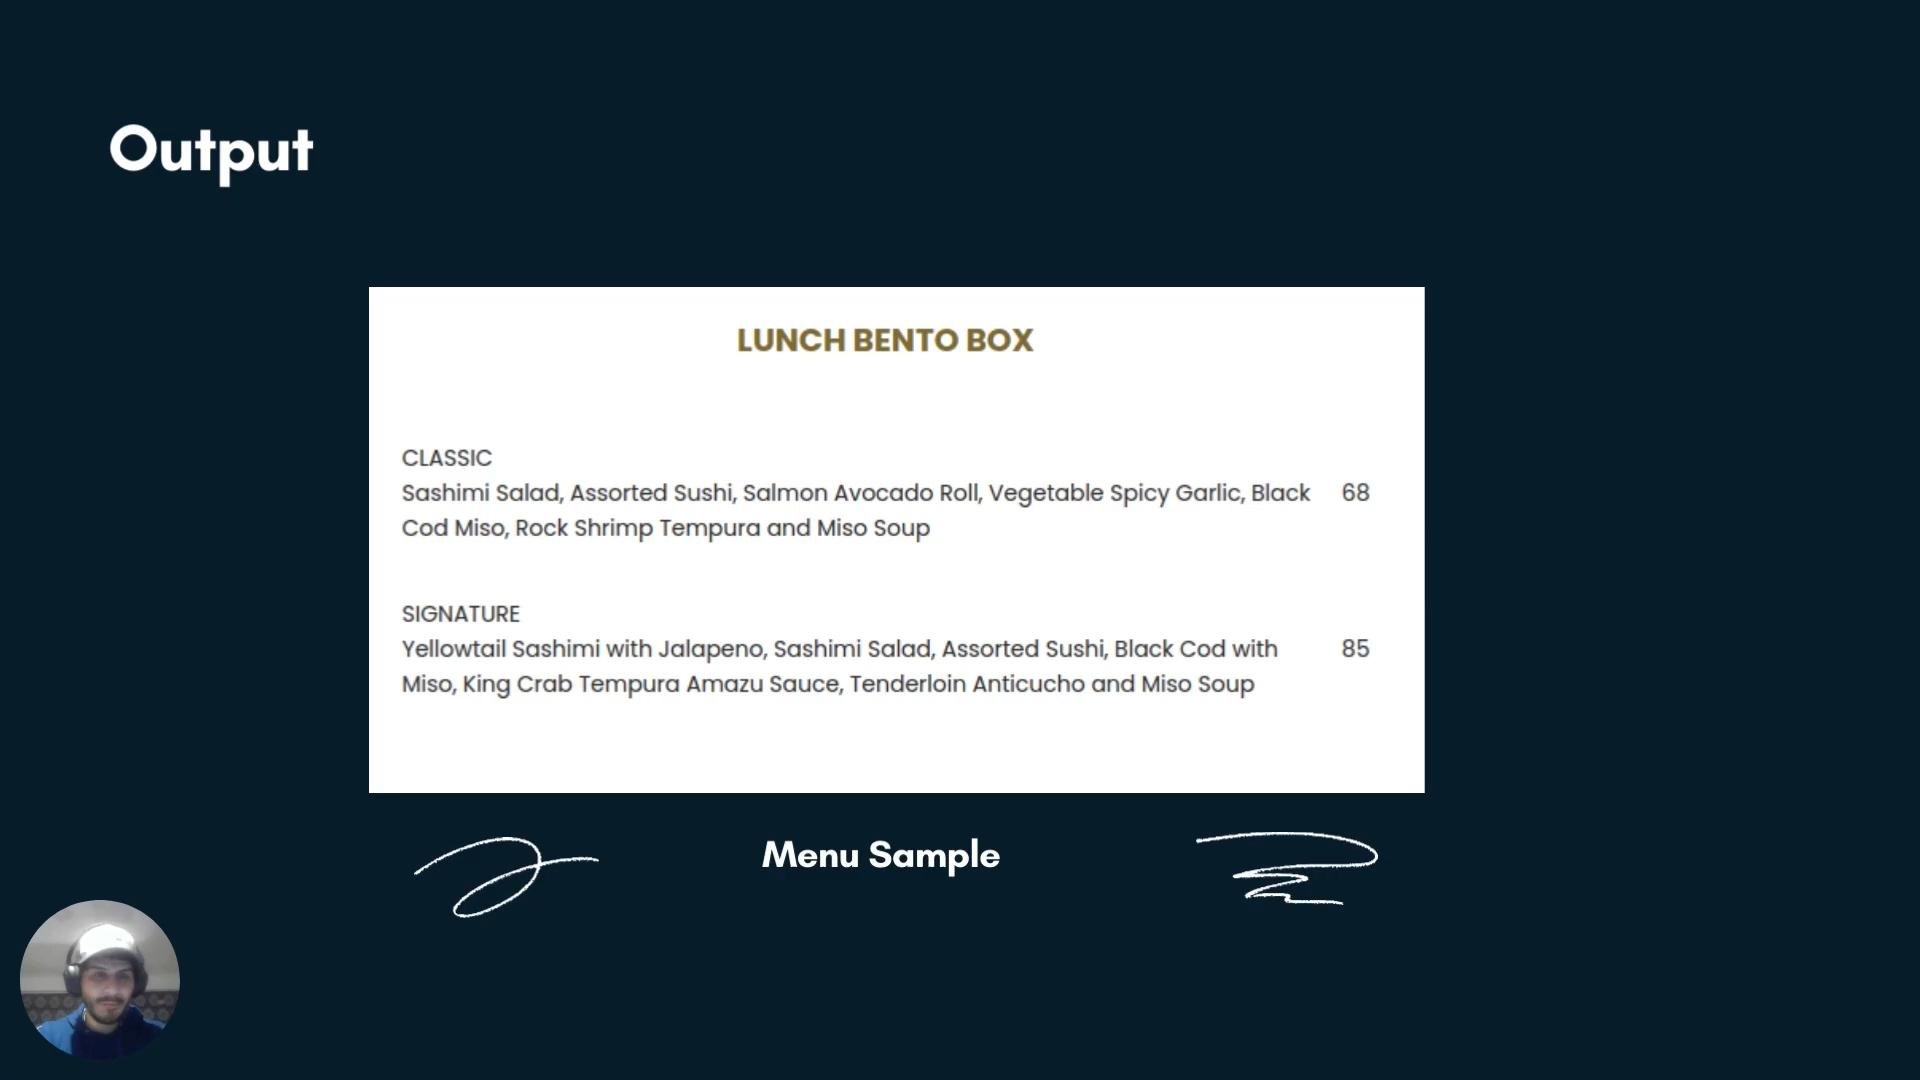 Output
LUNCH BENTO BOX
CLASSIC
Sashimi Salad, Assorted Sushi, Salmon Avocado Roll, Vegetable Spicy Garlic, Black 68
Cod Miso, Rock Shrimp Tempura and Miso Soup
SIGNATURE
Yellowtail Sashimi with Jalapeno, Sashimi Salad, Assorted Sushi, Black Cod with 85
Miso, King Crab Tempura Amazu Sauce, Tenderloin Anticucho and Miso Soup
Menu Sample